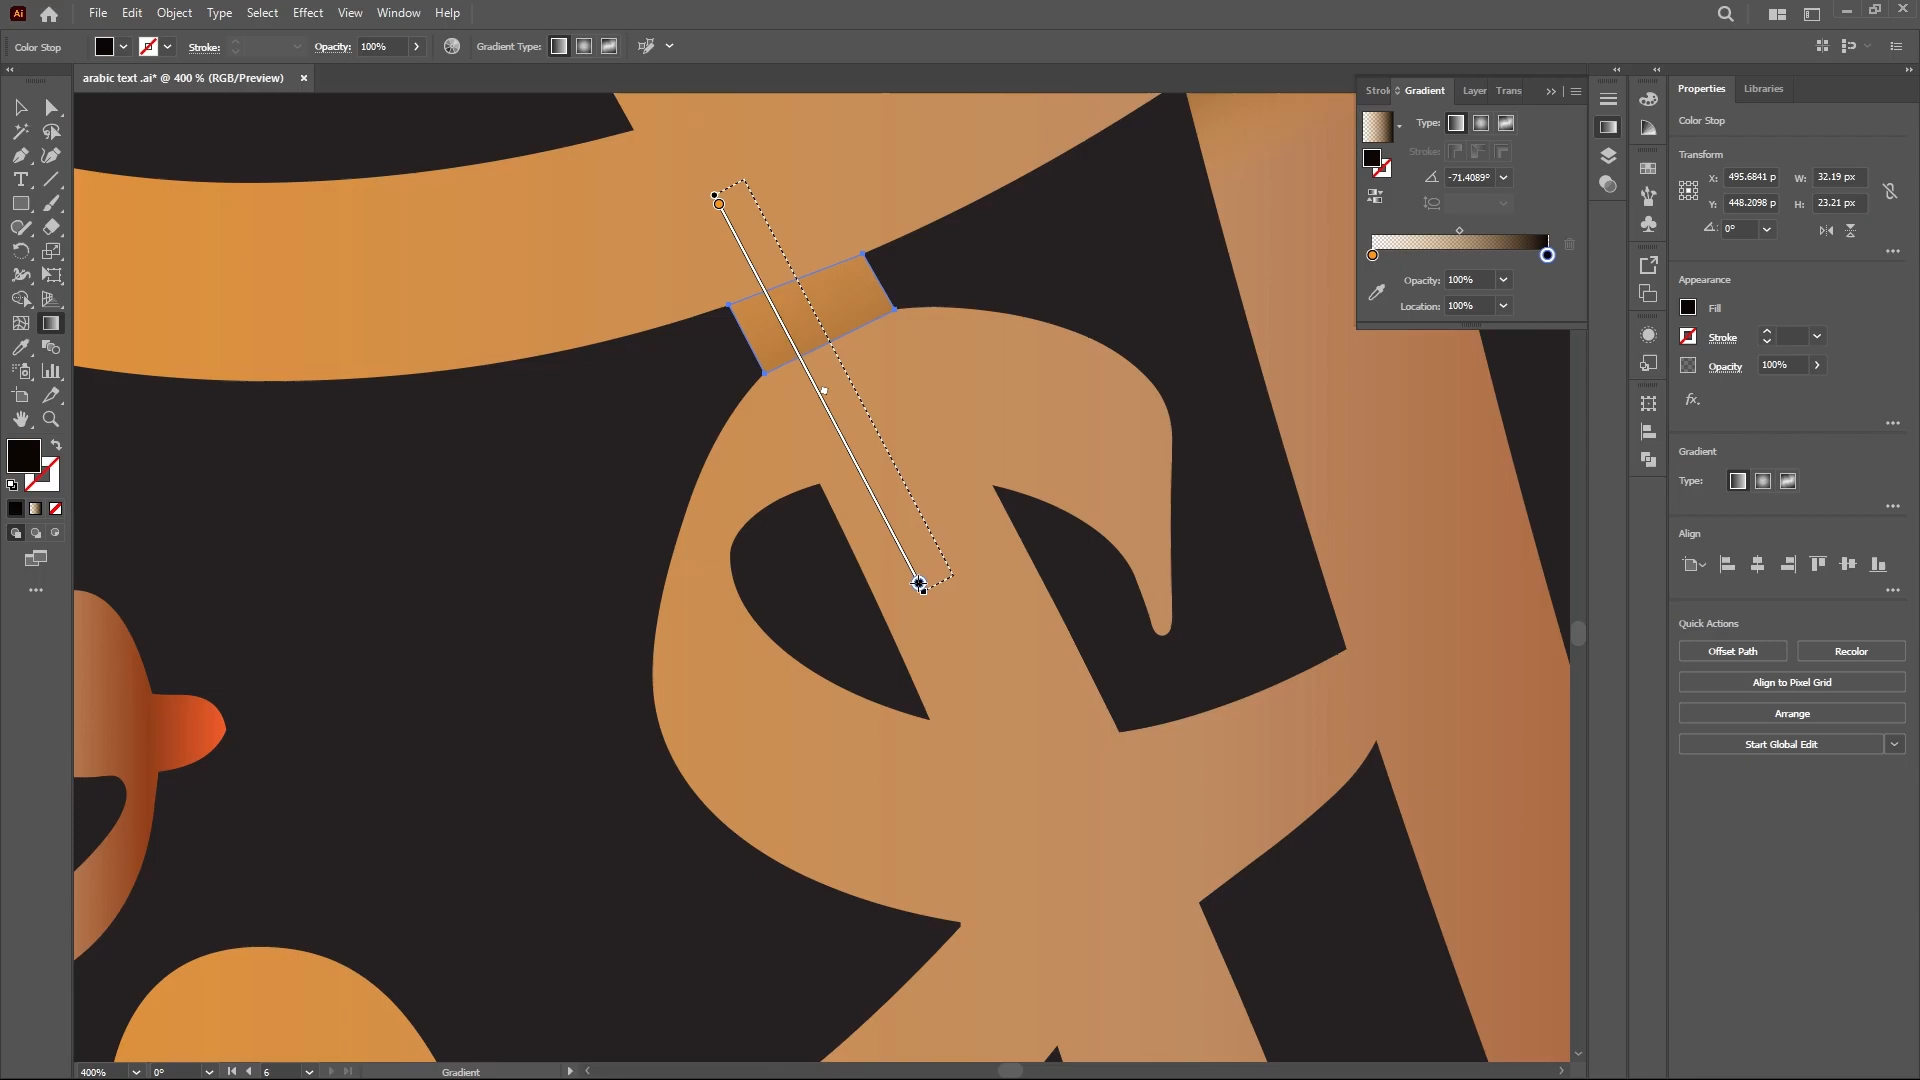 Ai File Edit Object Type Select Effect View Window Help
Color Stop Stroke: Opacity: 100% Gradient Type:
arabic text .ai* @ 400 % (RGB/Preview)
Gradient Layer Trans
Type:
Stroke:
-71.4089°
Opacity: 100%
Location: 100%
Properties Libraries
Color Stop
Transform
X: 495.6841 p W: 32.19 px
Y: 448.2098 p H: 23.21 px
0°
Appearance
Fill
Stroke
Opacity 100%
fx.
Gradient
Type:
Align
Quick Actions
Offset Path Recolor
Align to Pixel Grid
Arrange
Start Global Edit
400% 0° 6 Gradient